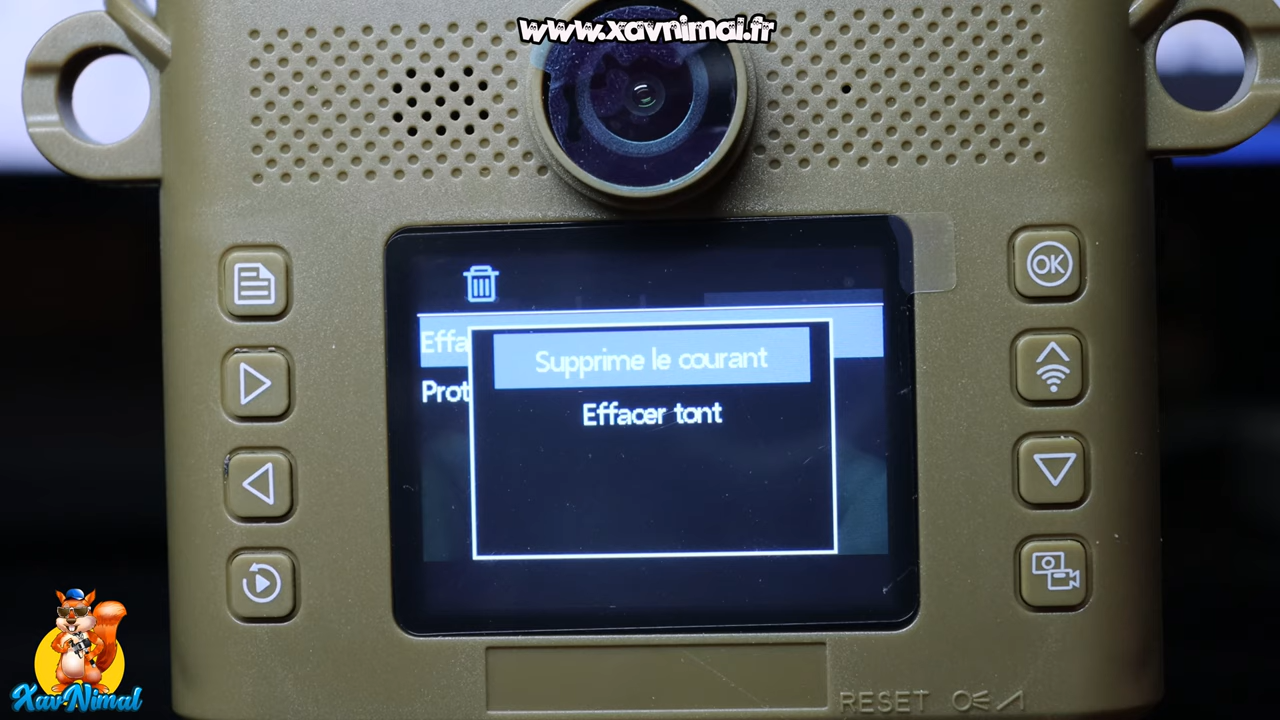 www.xavnimal.fr
OK
Effa
Supprime le courant
Prot
Effacer tont
RESET
XavNimal